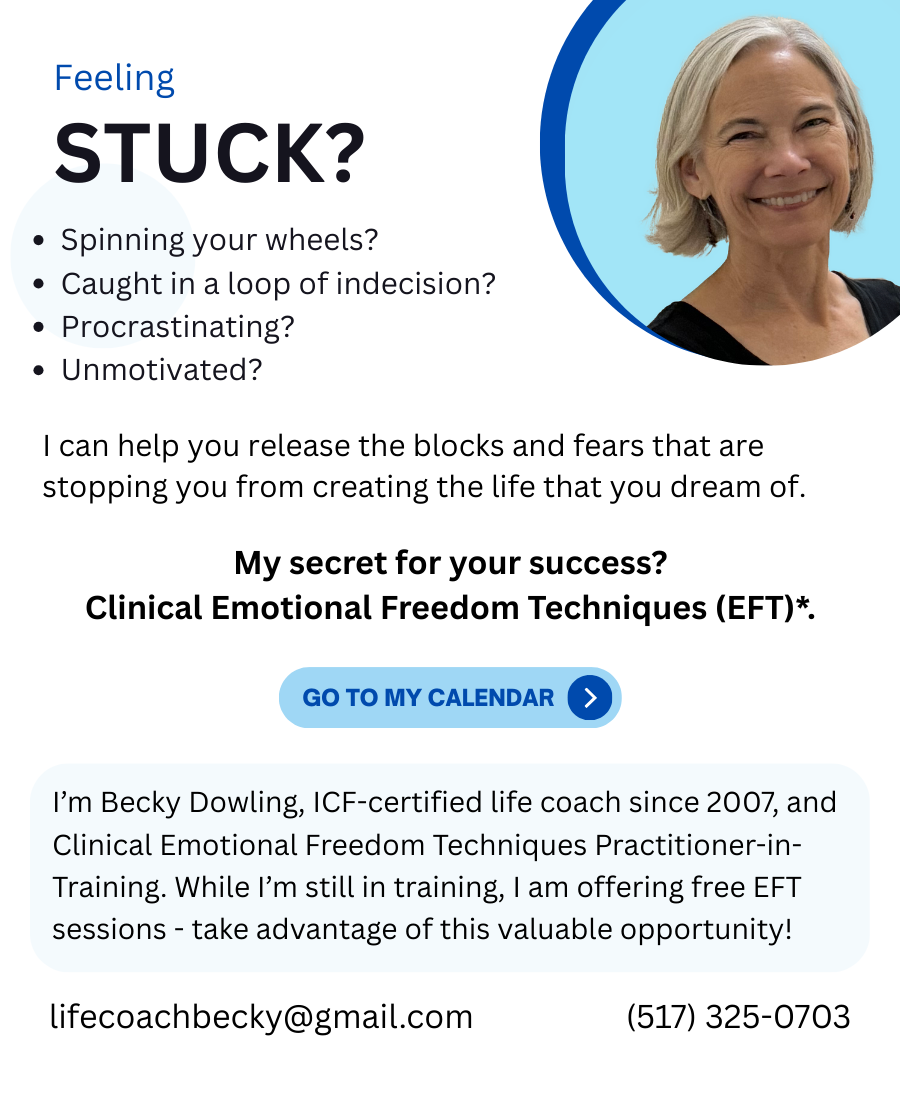 Feeling
STUCK?
• Spinning your wheels?
• Caught in a loop of indecision?
• Procrastinating?
• Unmotivated?
I can help you release the blocks and fears that are
stopping you from creating the life that you dream of.
My secret for your success?
Clinical Emotional Freedom Techniques (EFT)*.
GO TO MY CALENDAR
I’m Becky Dowling, ICF-certified life coach since 2007, and
Clinical Emotional Freedom Techniques Practitioner-in-
Training. While I’m still in training, I am offering free EFT
sessions - take advantage of this valuable opportunity!
lifecoachbecky@gmail.com
(517) 325-0703